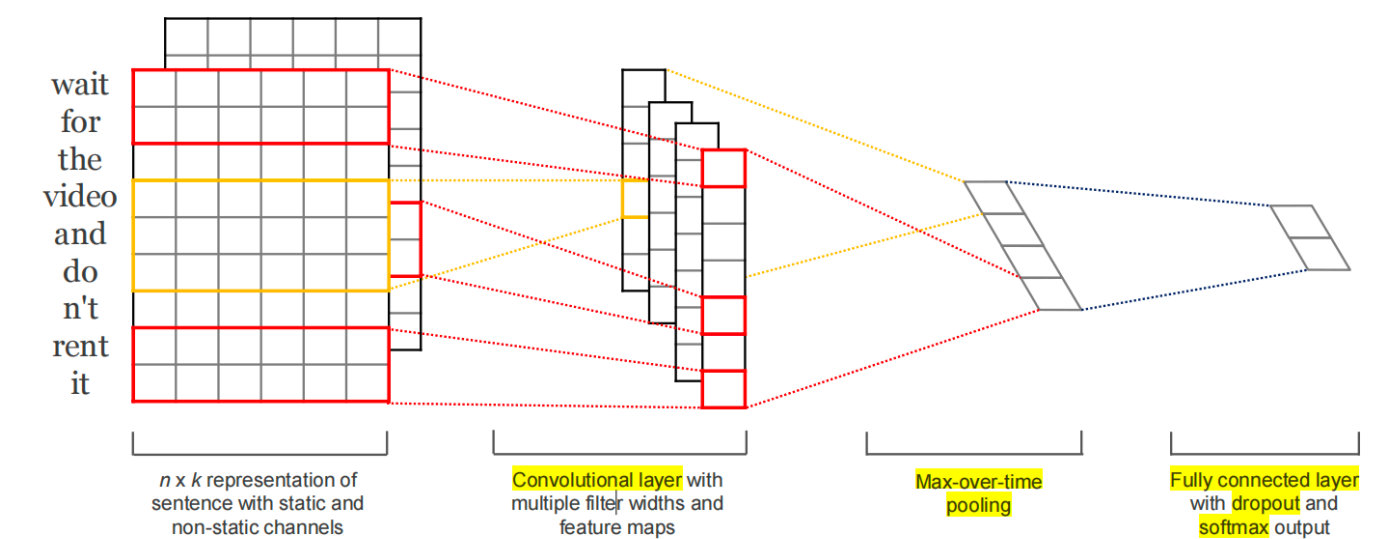 wait
for
the
video
and
do
n't
rent
it
n x k representation of
sentence with static and
non-static channels
Convolutional layer with
multiple filter widths and
feature maps
Max-over-time
pooling
Fully connected layer
with dropout and
softmax output